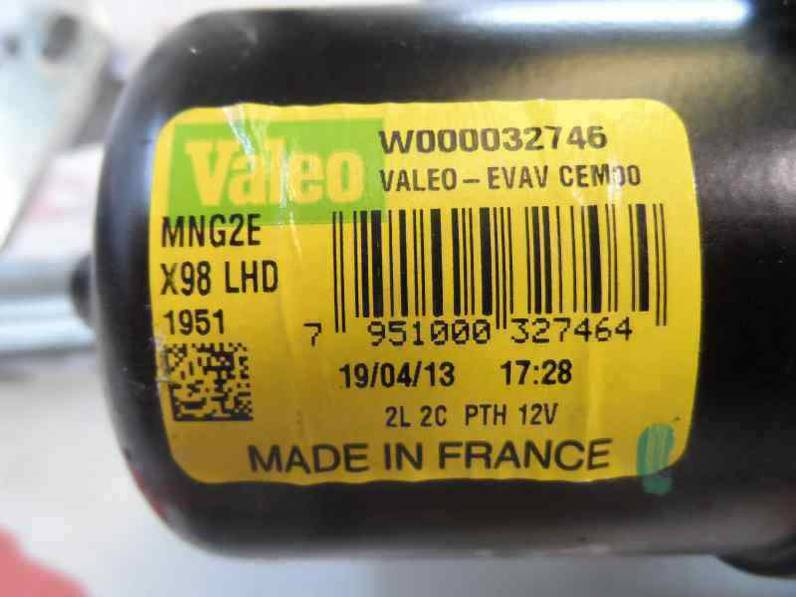 Valeo
W000032746
VALEO-EVAV CEM00
MNG2E
X98 LHD
1951
7 951000 327464
19/04/13 17:28
2L 2C PTH 12V
MADE IN FRANCE